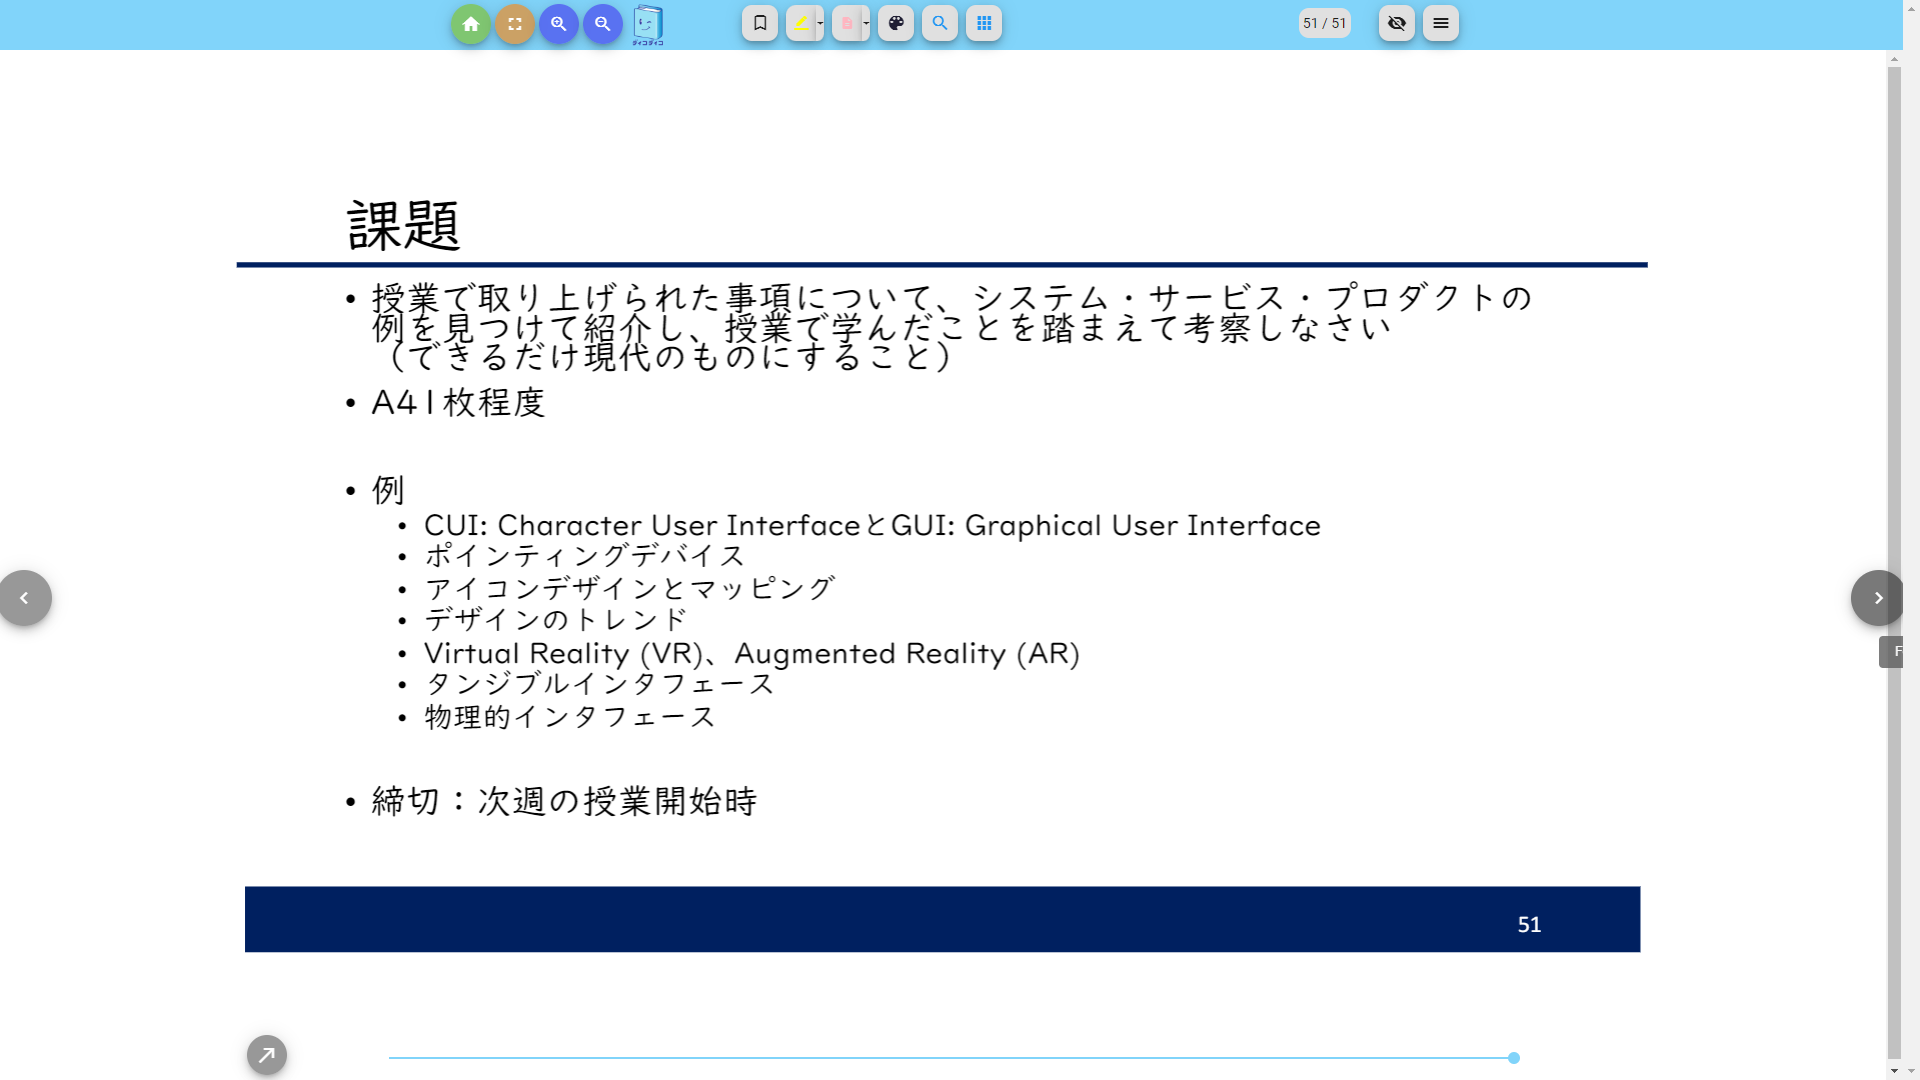 ダイコダイコ
51 / 51
課題
• 授業で取り上げられた事項について、システム・サービス・プロダクトの
例を見つけて紹介し、授業で学んだことを踏まえて考察しなさい
（できるだけ現代のものにすること）
• A4 1枚程度
• 例
• CUI: Character User InterfaceとGUI: Graphical User Interface
• ポインティングデバイス
• アイコンデザインとマッピング
• デザインのトレンド
• Virtual Reality (VR)、Augmented Reality (AR)
• タンジブルインタフェース
• 物理的インタフェース
• 締切：次週の授業開始時
51